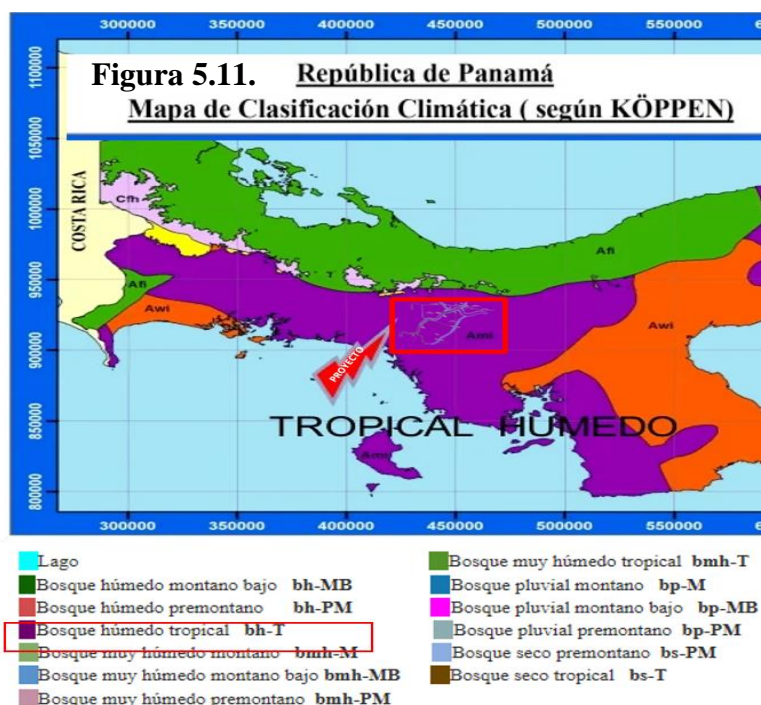 300000 350000 400000 450000 500000 550000
Figura 5.11. República de Panamá
Mapa de Clasificación Climática ( según KÖPPEN)
1100000
1050000
1000000
950000
900000
850000
800000
COSTA RICA
Cfh
Afi
Afi
Awi
Ami
Awi
PROYECTO
TROPICAL HÚMEDO
Ami
300000 350000 400000 450000 500000 550000
Lago
Bosque húmedo montano bajo bh-MB
Bosque húmedo premontano bh-PM
Bosque húmedo tropical bh-T
Bosque muy húmedo montano bmh-M
Bosque muy húmedo montano bajo bmh-MB
Bosque muy húmedo premontano bmh-PM
Bosque muy húmedo tropical bmh-T
Bosque pluvial montano bp-M
Bosque pluvial montano bajo bp-MB
Bosque pluvial premontano bp-PM
Bosque seco premontano bs-PM
Bosque seco tropical bs-T